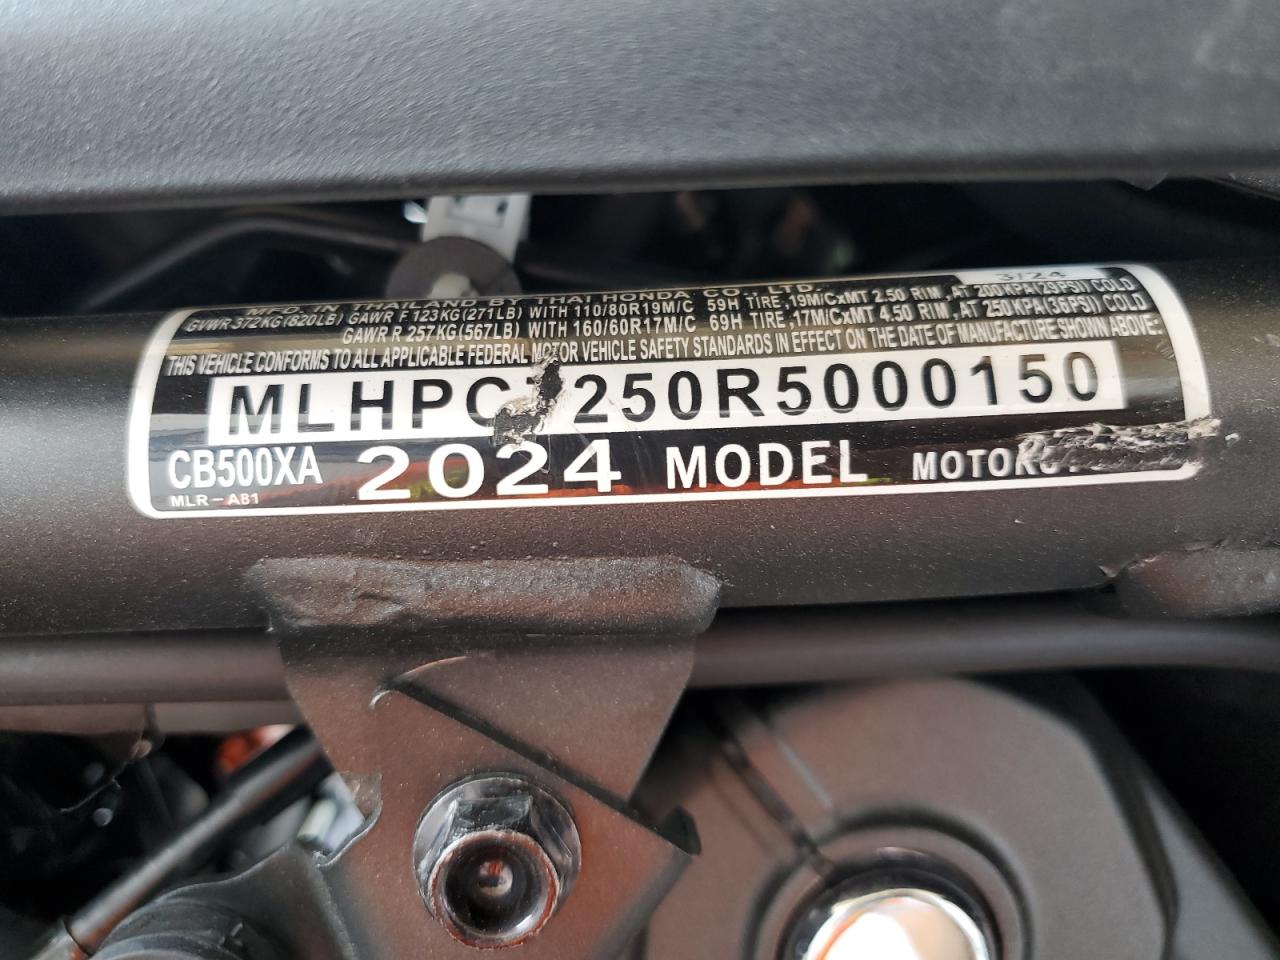 3/24
MFD IN THAILAND BY THAI HONDA CO., LTD.
GVWR 372KG(820LB) GAWR F 123KG(271LB) WITH 110/80R19M/C 59H TIRE,19M/CxMT 2.50 RIM, AT 200KPA(29PSI) COLD
GAWR R 257KG(567LB) WITH 160/60R17M/C 69H TIRE,17M/CxMT 4.50 RIM, AT 250KPA(36PSI) COLD
THIS VEHICLE CONFORMS TO ALL APPLICABLE FEDERAL MOTOR VEHICLE SAFETY STANDARDS IN EFFECT ON THE DATE OF MANUFACTURE SHOWN ABOVE:
CB500XA 2024 MODEL
MLR-A81